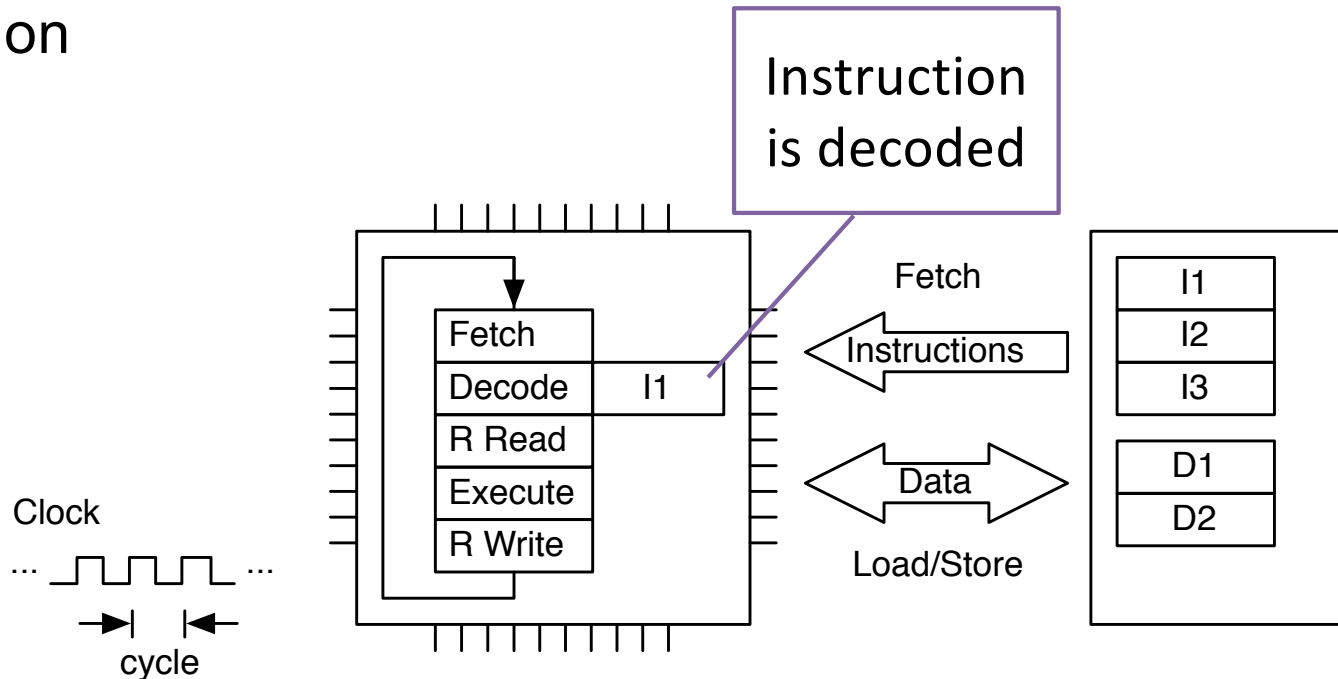 on
Instruction
is decoded
Fetch
Decode
I1
R Read
Execute
R Write
Fetch
Instructions
Data
Load/Store
I1
I2
I3
D1
D2
Clock
... ...
cycle